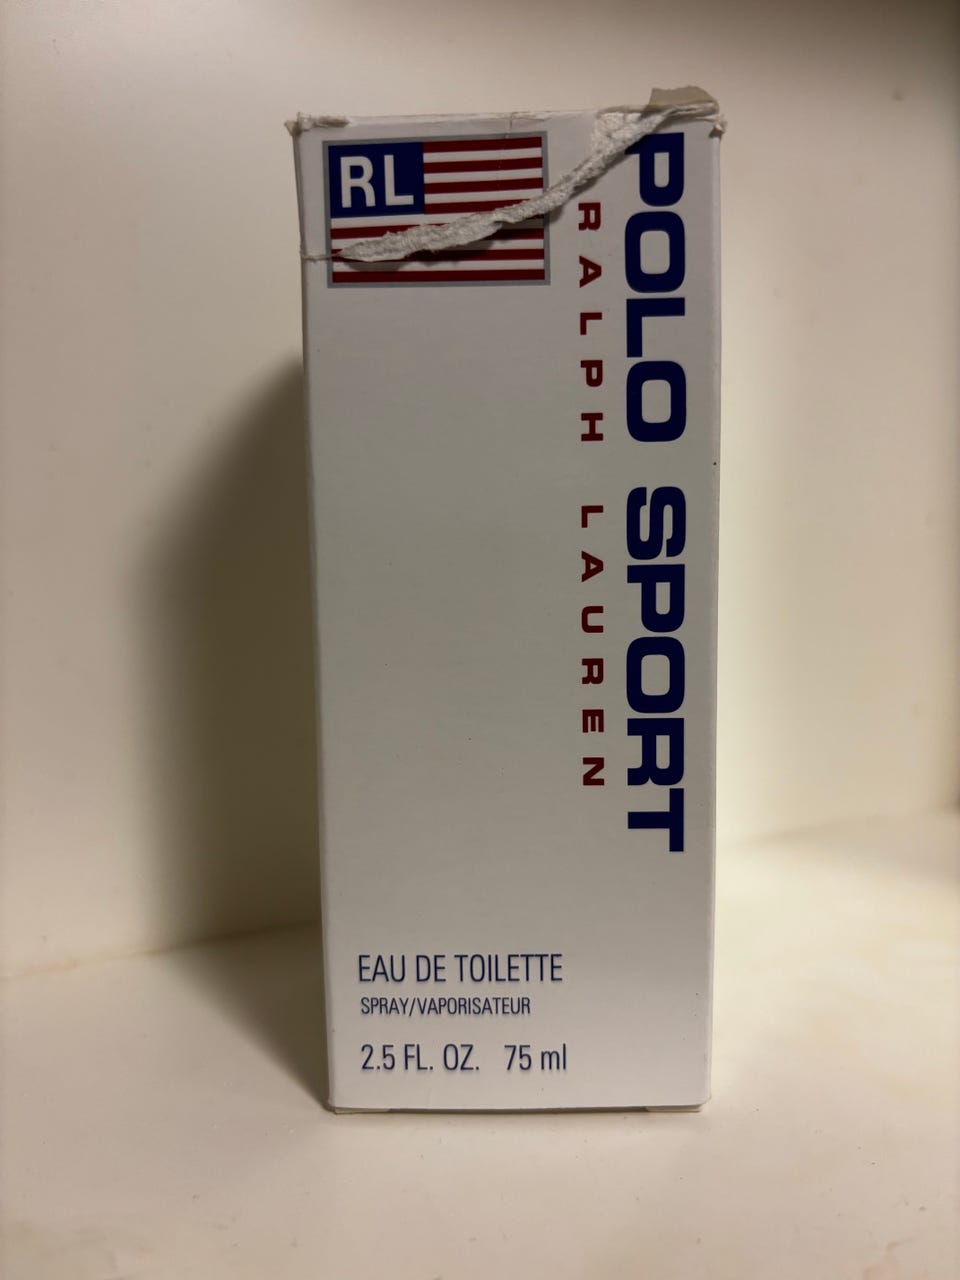 RL
POLO SPORT
RALPH LAUREN
EAU DE TOILETTE
SPRAY/VAPORISATEUR
2.5 FL. OZ. 75 ml